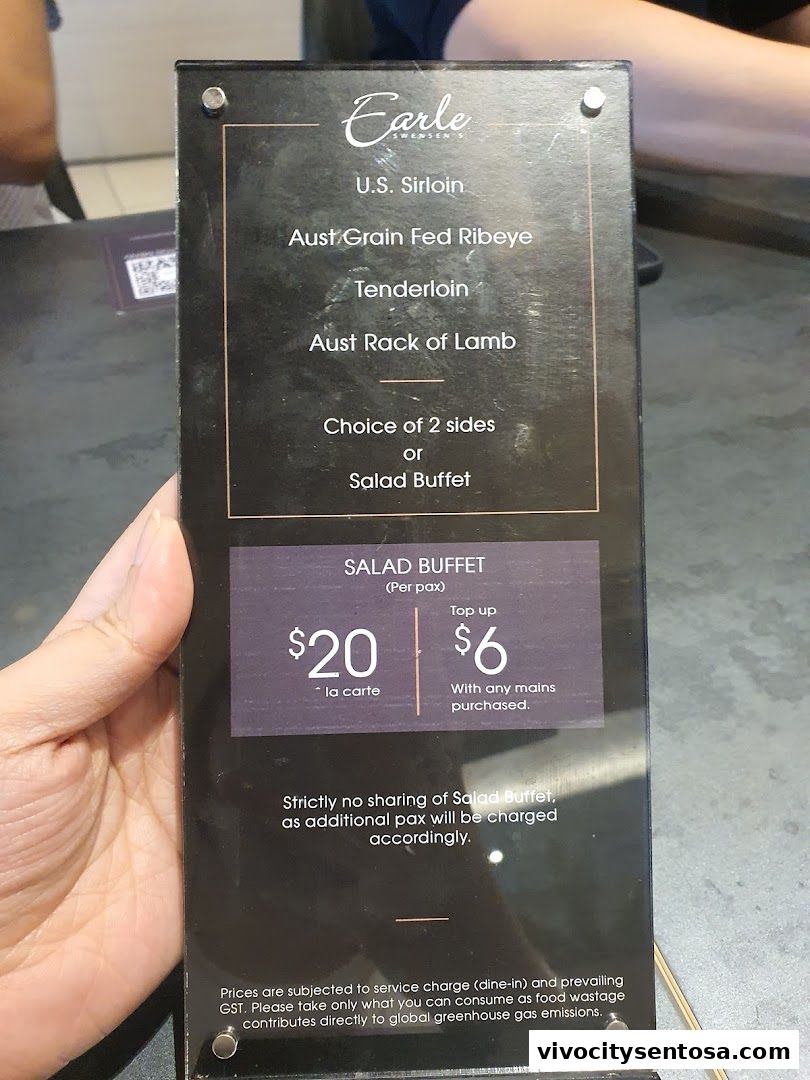 Earle
SWENSEN'S
U.S. Sirloin
Aust Grain Fed Ribeye
Tenderloin
Aust Rack of Lamb
Choice of 2 sides
or
Salad Buffet
SALAD BUFFET
(Per pax)
$20
ˆ la carte
Top up
$6
With any mains
purchased.
Strictly no sharing of Salad Buffet,
as additional pax will be charged
accordingly.
Prices are subjected to service charge (dine-in) and prevailing
GST. Please take only what you can consume as food wastage
contributes directly to global greenhouse gas emissions.
vivocitysentosa.com